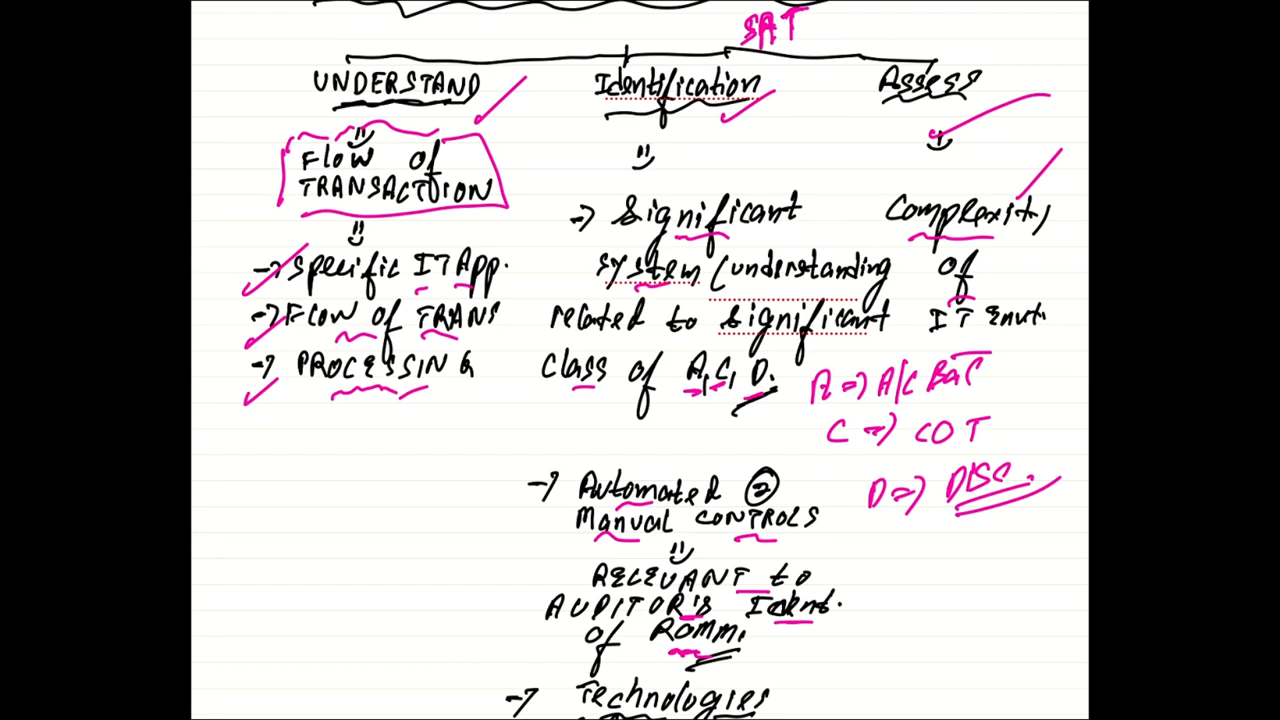 SAT
UNDERSTAND
Flow of
TRANSACTION
-> Specific IT App.
-> Flow of TRANS
-> PROCESSING
Identification
=> Significant
system (understanding
related to significant
class of A, C, D.
-> Automated &
Manual CONTROLS
RELEVANT to
AUDITOR'S Ident.
of ROMM.
-> Technologies
Assess
Complexity
of
IT Envt.
A => A/C Bal
C => COT
D => DISC.